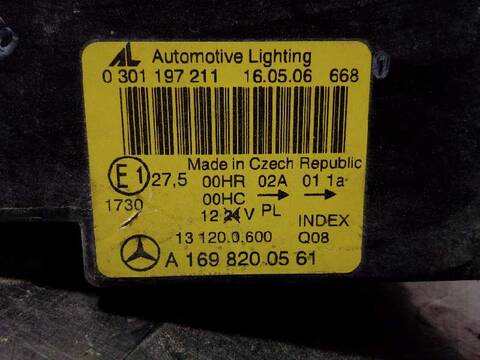 AL Automotive Lighting
0 301 197 211 16.05.06 668
Made in Czech Republic
E1 27,5 00HR 02A 01 1a
1730 00HC → →
12 24 V PL INDEX
13 120.0,600 Q08
A 169 820 05 61